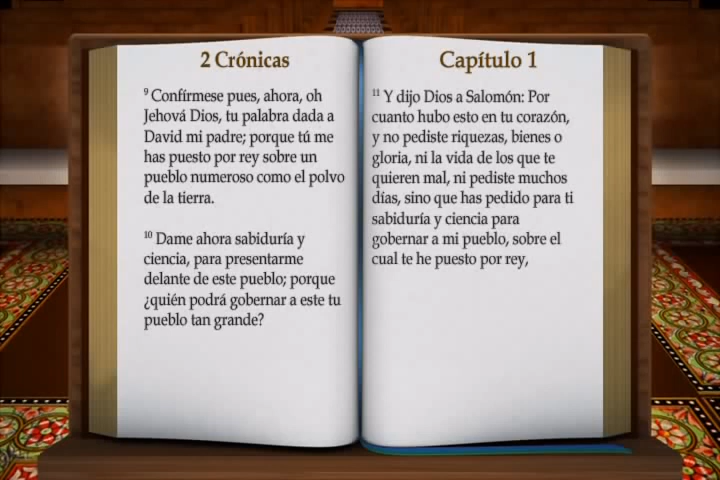 2 Crónicas
⁹ Confírmese pues, ahora, oh
Jehová Dios, tu palabra dada a
David mi padre; porque tú me
has puesto por rey sobre un
pueblo numeroso como el polvo
de la tierra.
¹⁰ Dame ahora sabiduría y
ciencia, para presentarme
delante de este pueblo; porque
¿quién podrá gobernar a este tu
pueblo tan grande?
Capítulo 1
¹¹ Y dijo Dios a Salomón: Por
cuanto hubo esto en tu corazón,
y no pediste riquezas, bienes o
gloria, ni la vida de los que te
quieren mal, ni pediste muchos
días, sino que has pedido para ti
sabiduría y ciencia para
gobernar a mi pueblo, sobre el
cual te he puesto por rey,